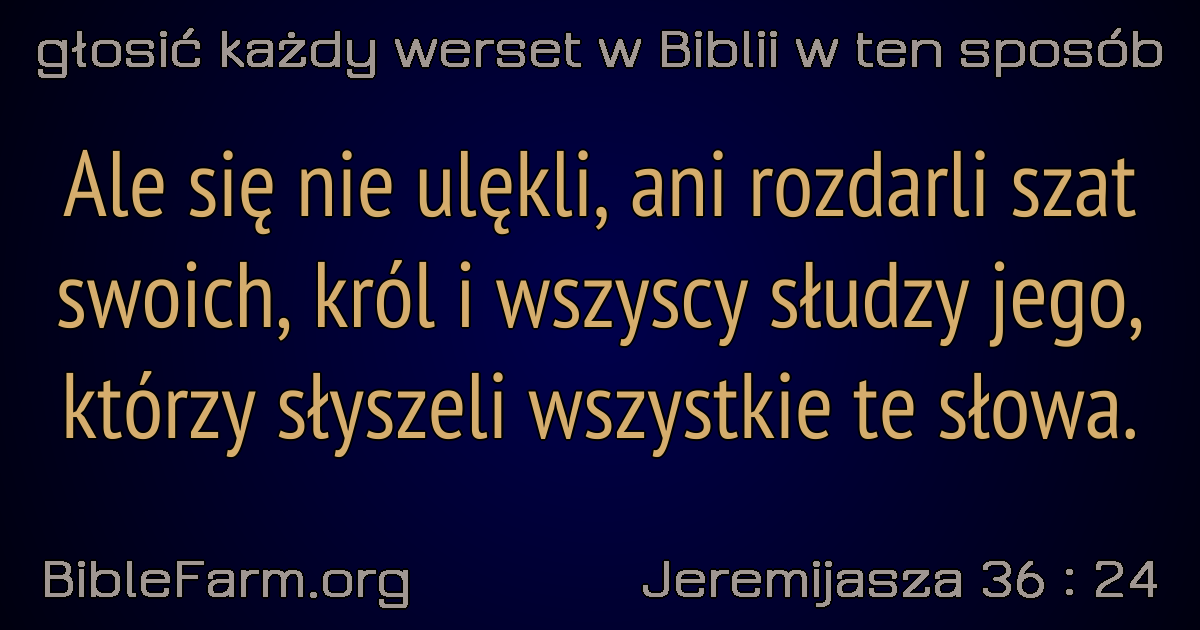 głosić każdy werset w Biblii w ten sposób
Ale się nie ulękli, ani rozdarli szat
swoich, król i wszyscy słudzy jego,
którzy słyszeli wszystkie te słowa.
BibleFarm.org
Jeremijasza 36 : 24